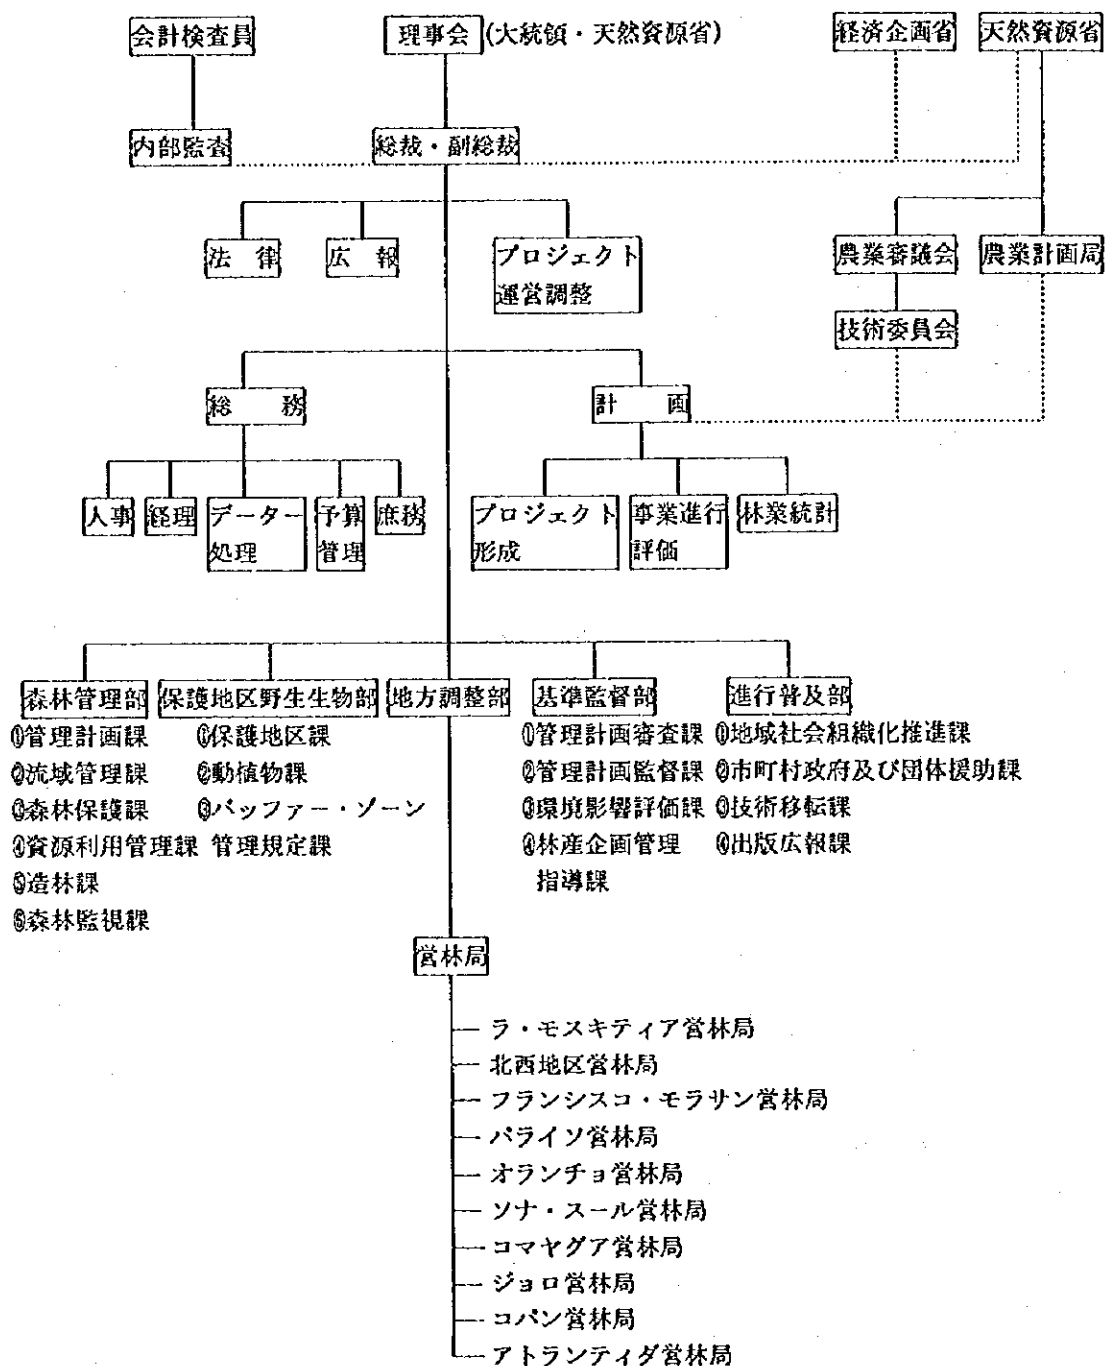 会計検査員
理事会 (大統領・天然資源省)
経済企画省
天然資源省
内部監査
総裁・副総裁
法 律
広 報
プロジェクト
運営調整
農業審議会
農業計画局
技術委員会
総 務
計 画
人事
経理
データー
処理
予算
管理
庶務
プロジェクト
形成
事業進行
評価
林業統計
森林管理部
①管理計画課
②流域管理課
③森林保護課
④資源利用管理課
⑤造林課
⑥森林監視課
保護地区野生生物部
①保護地区課
②動植物課
③バッファー・ゾーン
管理規定課
地方調整部
基準監督部
①管理計画審査課
②管理計画監督課
③環境影響評価課
④林産企画管理
指導課
進行普及部
①地域社会組織化推進課
②市町村政府及び団体援助課
③技術移転課
④出版広報課
営林局
ラ・モスキティア営林局
北西地区営林局
フランシスコ・モラサン営林局
パライソ営林局
オランチョ営林局
ソナ・スール営林局
コマヤグア営林局
ジョロ営林局
コパン営林局
アトランティダ営林局